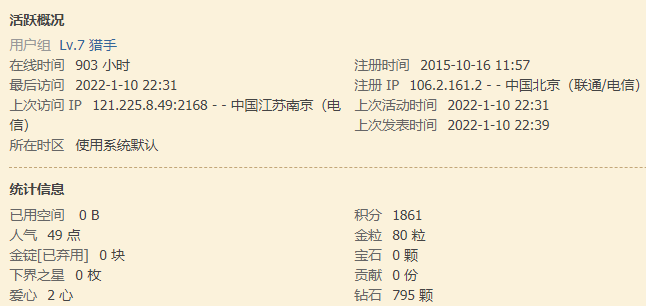 活跃概况
用户组 Lv.7 猎手
在线时间 903 小时 注册时间 2015-10-16 11:57
最后访问 2022-1-10 22:31 注册 IP 106.2.161.2 - - 中国北京（联通/电信）
上次访问 IP 121.225.8.49:2168 - - 中国江苏南京（电 上次活动时间 2022-1-10 22:31
信） 上次发表时间 2022-1-10 22:39
所在时区 使用系统默认
统计信息
已用空间 0 B 积分 1861
人气 49 点 金粒 80 粒
金锭[已弃用] 0 块 宝石 0 颗
下界之星 0 枚 贡献 0 份
爱心 2 心 钻石 795 颗